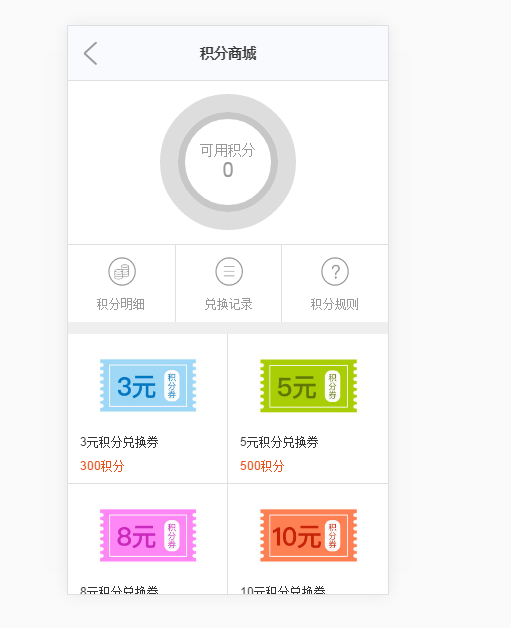 积分商城
可用积分
0
积分明细
兑换记录
积分规则
3元
积分券
5元
积分券
3元积分兑换券
5元积分兑换券
300积分
500积分
8元
积分券
10元
积分券
8元积分兑换券
10元积分兑换券